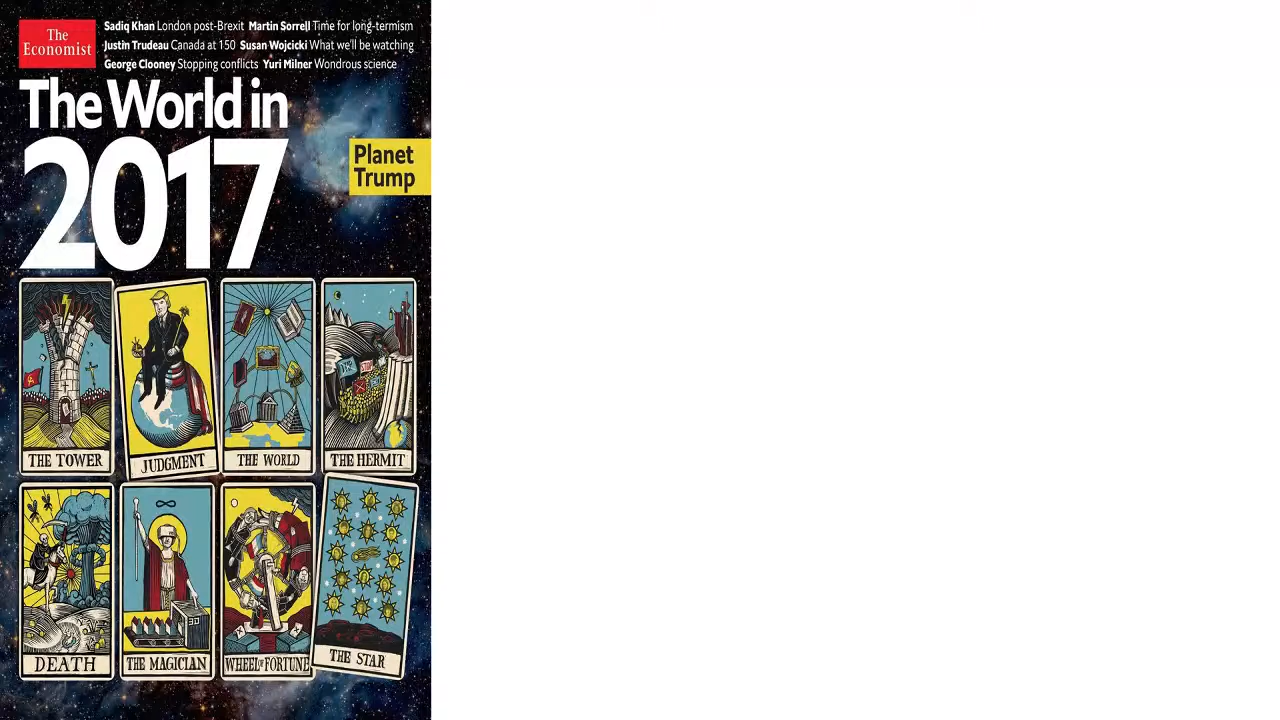 The
Economist
Sadiq Khan London post-Brexit Martin Sorrell Time for long-termism
Justin Trudeau Canada at 150 Susan Wojcicki What we'll be watching
George Clooney Stopping conflicts Yuri Milner Wondrous science
The World in
2017
Planet
Trump
THE TOWER
JUDGMENT
THE WORLD
THE HERMIT
3D
DEATH
THE MAGICIAN
WHEEL OF FORTUNE
THE STAR